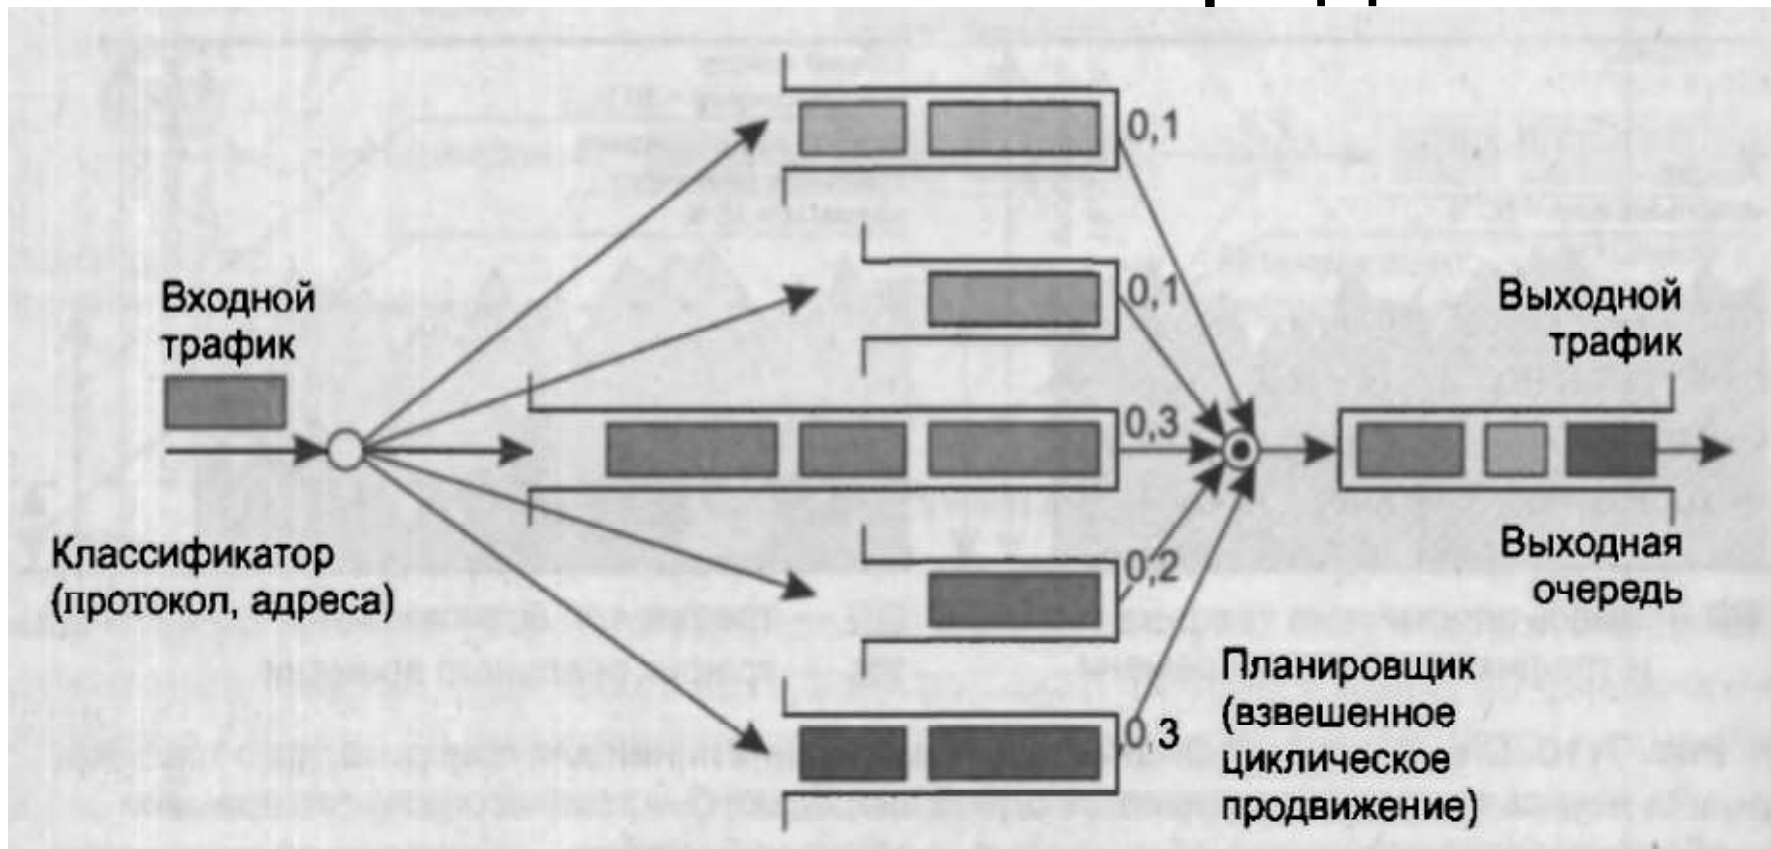 Входной
трафик
Классификатор
(протокол, адреса)
0,1
0,1
0,3
0,2
0,3
Выходной
трафик
Выходная
очередь
Планировщик
(взвешенное
циклическое
продвижение)